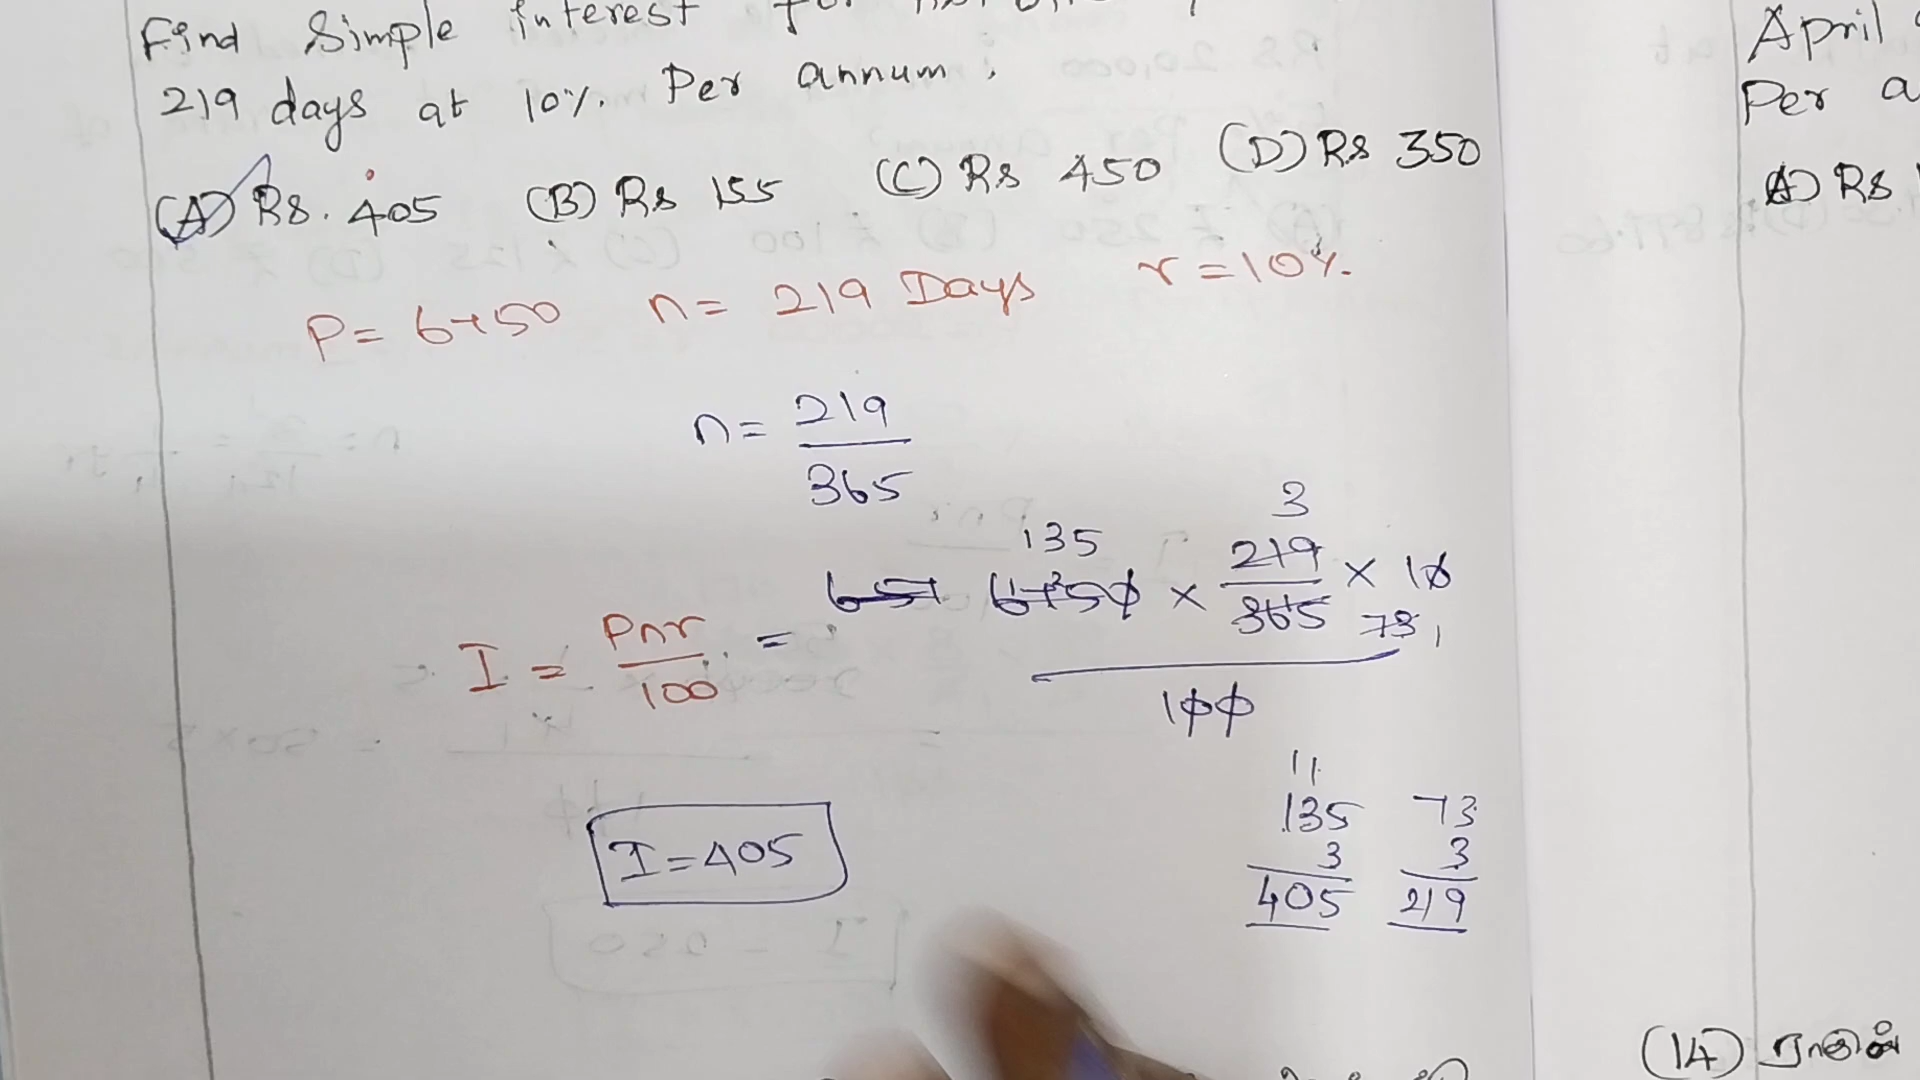 Find Simple interest for
219 days at 10%. Per annum.
(A) Rs. 405 (B) Rs 155 (C) Rs 450 (D) Rs 350
P = 6750 n = 219 Days r = 10%.
n = 219
365
3
135
6750 × 219 × 10
365 73
I = Pnr =
100
100
11
135 73
3 3
405 219
I = 405
April
Per a
(A) Rs
(14) ராகுல்